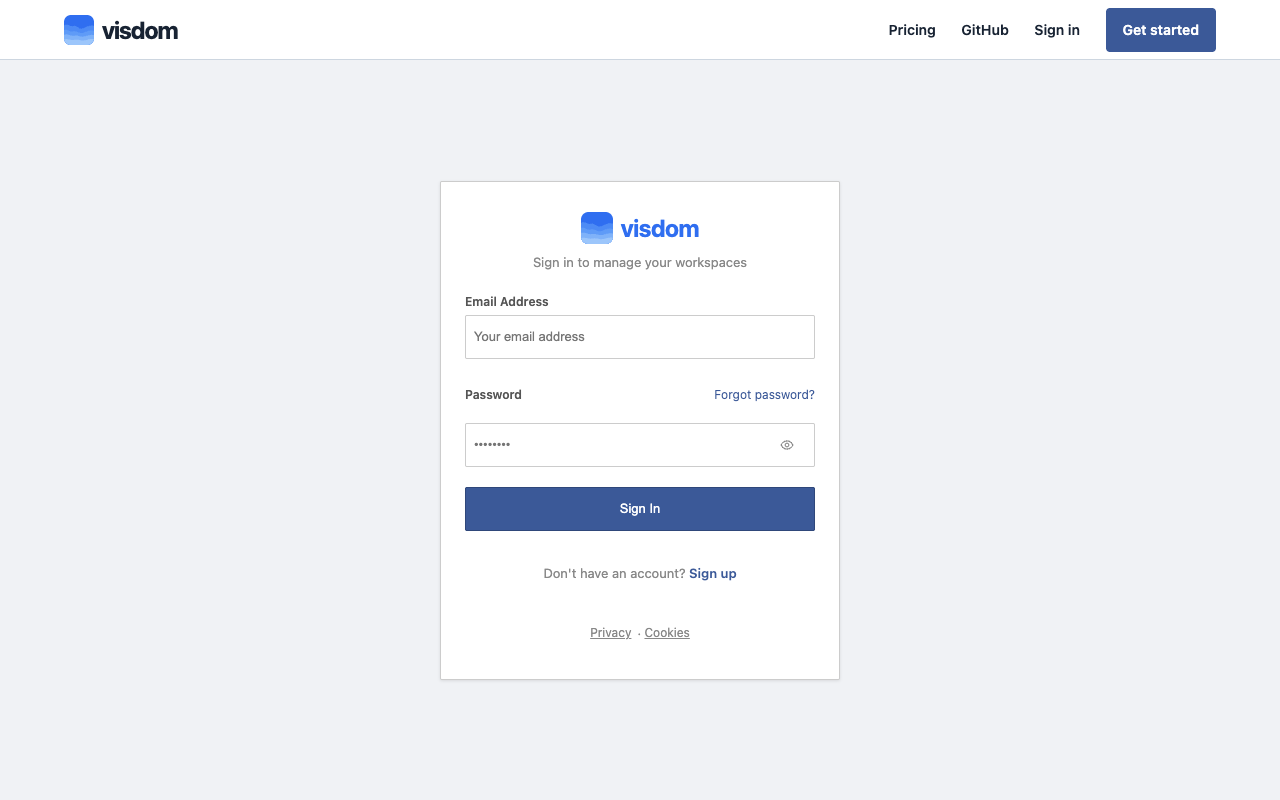 visdom
Pricing
GitHub
Sign in
Get started
visdom
Sign in to manage your workspaces
Email Address
Your email address
Password
Forgot password?
••••••••
Sign In
Don't have an account? Sign up
Privacy · Cookies